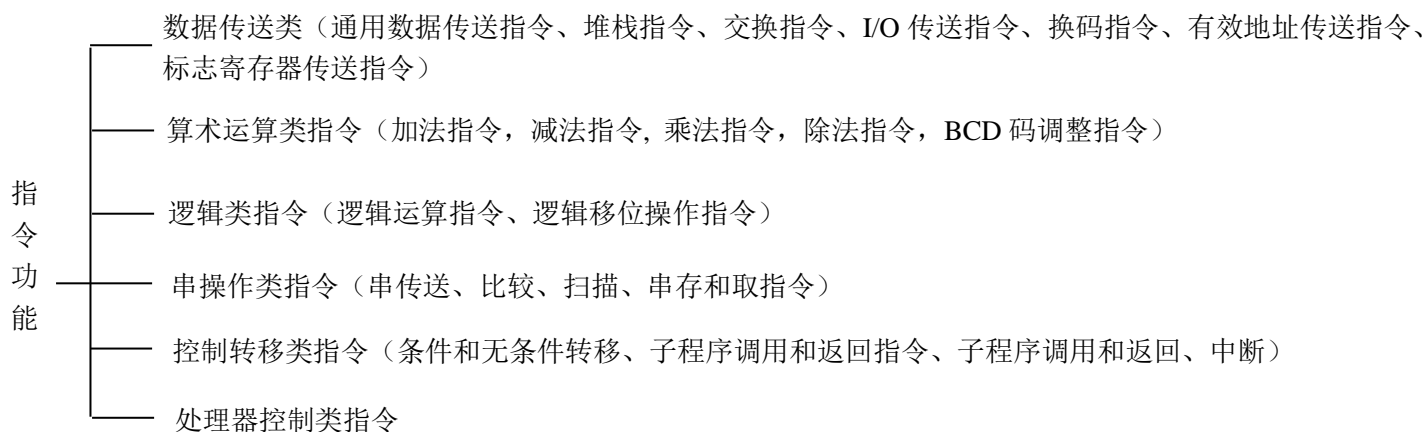 数据传送类（通用数据传送指令、堆栈指令、交换指令、I/O 传送指令、换码指令、有效地址传送指令、
标志寄存器传送指令）
算术运算类指令（加法指令，减法指令, 乘法指令，除法指令，BCD 码调整指令）
逻辑类指令（逻辑运算指令、逻辑移位操作指令）
指令功能
串操作类指令（串传送、比较、扫描、串存和取指令）
控制转移类指令（条件和无条件转移、子程序调用和返回指令、子程序调用和返回、中断）
处理器控制类指令